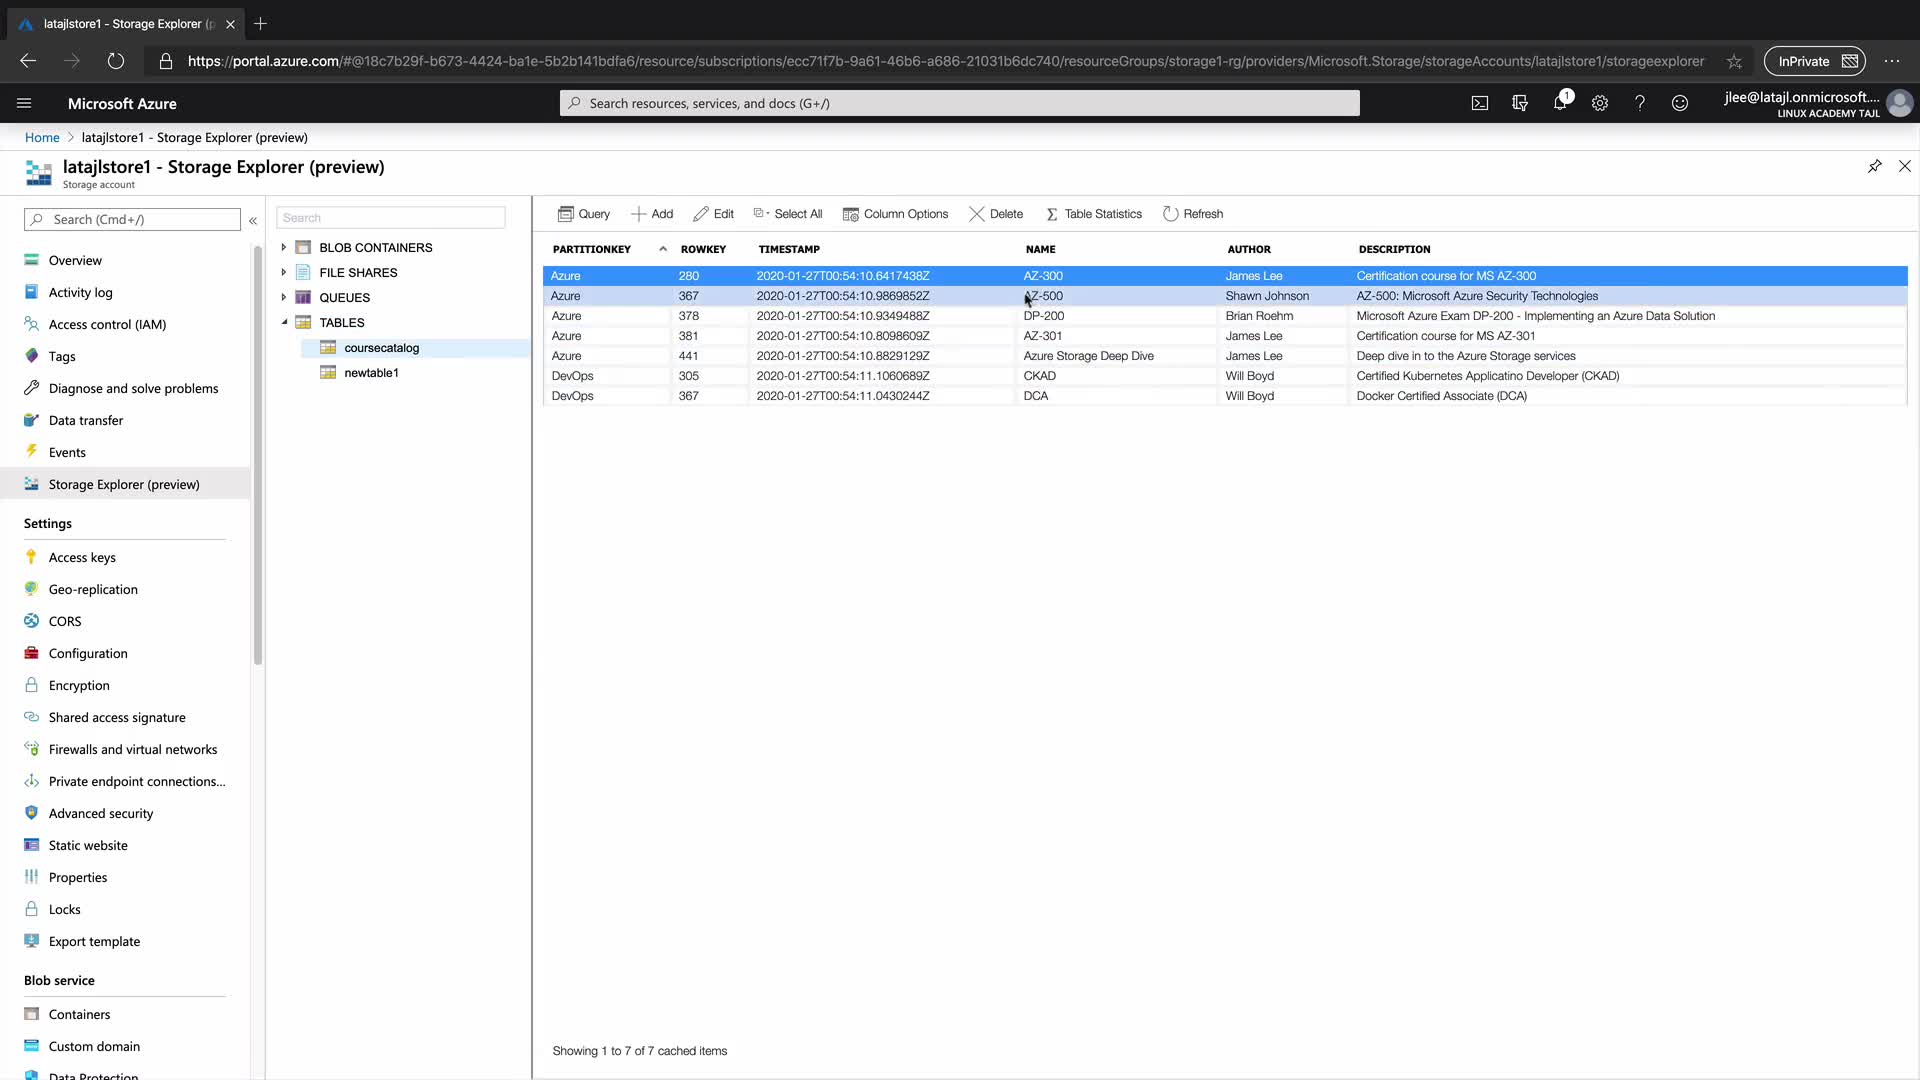 latajlstore1 - Storage Explorer (p
https://portal.azure.com/#@18c7b29f-b673-4424-ba1e-5b2b141bdfa6/resource/subscriptions/ecc71f7b-9a61-46b6-a686-21031b6dc740/resourceGroups/storage1-rg/providers/Microsoft.Storage/storageAccounts/latajlstore1/storageexplorer
InPrivate
Microsoft Azure
Search resources, services, and docs (G+/)
1
jlee@latajl.onmicrosoft....
LINUX ACADEMY TAJL
Home > latajlstore1 - Storage Explorer (preview)
latajlstore1 - Storage Explorer (preview)
Storage account
Search (Cmd+/)
Overview
Activity log
Access control (IAM)
Tags
Diagnose and solve problems
Data transfer
Events
Storage Explorer (preview)
Settings
Access keys
Geo-replication
CORS
Configuration
Encryption
Shared access signature
Firewalls and virtual networks
Private endpoint connections...
Advanced security
Static website
Properties
Locks
Export template
Blob service
Containers
Custom domain
Data Protection
Search
BLOB CONTAINERS
FILE SHARES
QUEUES
TABLES
coursecatalog
newtable1
Query Add Edit Select All Column Options Delete Table Statistics Refresh
PARTITIONKEY ROWKEY TIMESTAMP NAME AUTHOR DESCRIPTION
Azure 280 2020-01-27T00:54:10.6417438Z AZ-300 James Lee Certification course for MS AZ-300
Azure 367 2020-01-27T00:54:10.9869852Z AZ-500 Shawn Johnson AZ-500: Microsoft Azure Security Technologies
Azure 378 2020-01-27T00:54:10.9349488Z DP-200 Brian Roehm Microsoft Azure Exam DP-200 - Implementing an Azure Data Solution
Azure 381 2020-01-27T00:54:10.8098609Z AZ-301 James Lee Certification course for MS AZ-301
Azure 441 2020-01-27T00:54:10.8829129Z Azure Storage Deep Dive James Lee Deep dive in to the Azure Storage services
DevOps 305 2020-01-27T00:54:11.1060689Z CKAD Will Boyd Certified Kubernetes Applicatino Developer (CKAD)
DevOps 367 2020-01-27T00:54:11.0430244Z DCA Will Boyd Docker Certified Associate (DCA)
Showing 1 to 7 of 7 cached items